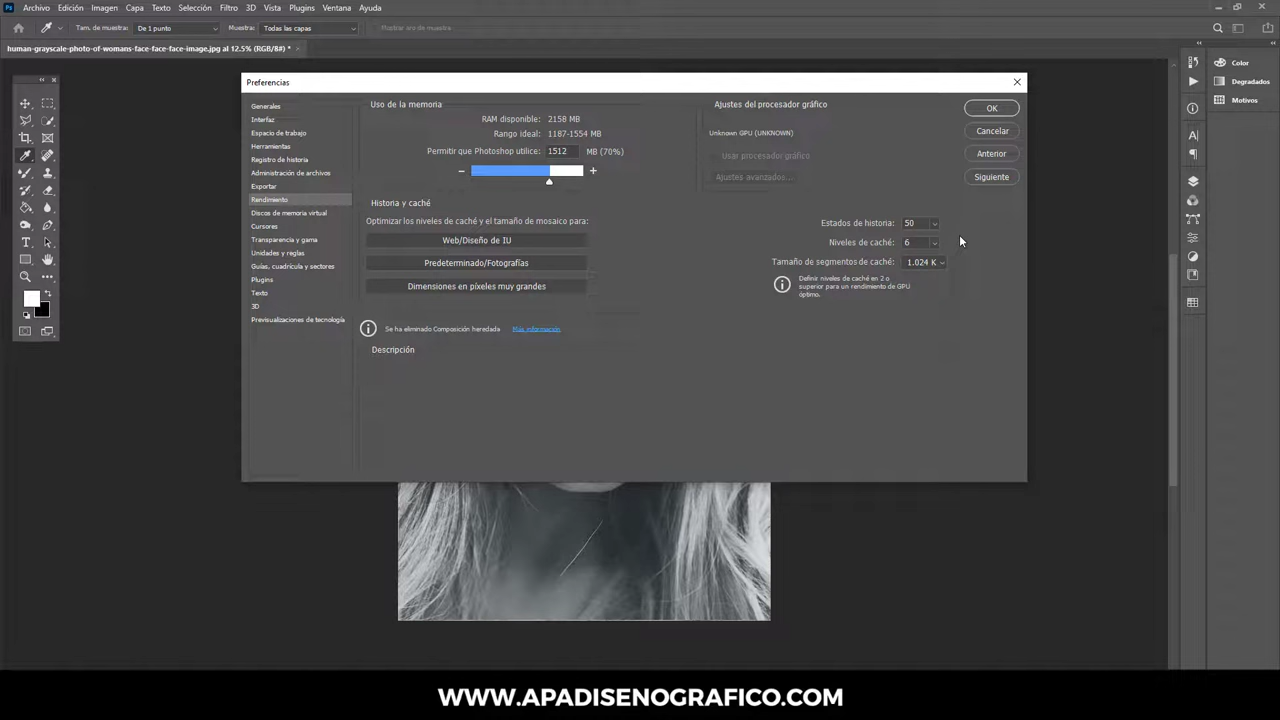 Ps Archivo Edición Imagen Capa Texto Selección Filtro 3D Vista Plugins Ventana Ayuda
Tam. de muestra: De 1 punto Muestra: Todas las capas Mostrar aro de muestra
human-grayscale-photo-of-womans-face-face-face-image.jpg al 12.5% (RGB/8#) * ×
Preferencias
Generales
Interfaz
Espacio de trabajo
Herramientas
Registro de historia
Administración de archivos
Exportar
Rendimiento
Discos de memoria virtual
Cursores
Transparencia y gama
Unidades y reglas
Guías, cuadrícula y sectores
Plugins
Texto
3D
Previsualizaciones de tecnología
Uso de la memoria
RAM disponible: 2158 MB
Rango ideal: 1187-1554 MB
Permitir que Photoshop utilice: 1512 MB (70%)
− +
Historia y caché
Optimizar los niveles de caché y el tamaño de mosaico para:
Web/Diseño de IU
Predeterminado/Fotografías
Dimensiones en píxeles muy grandes
Se ha eliminado Composición heredada Más información
Descripción
Ajustes del procesador gráfico
Unknown GPU (UNKNOWN)
Usar procesador gráfico
Ajustes avanzados...
Estados de historia: 50
Niveles de caché: 6
Tamaño de segmentos de caché: 1.024 K
Definir niveles de caché en 2 o
superior para un rendimiento de GPU
óptimo.
OK
Cancelar
Anterior
Siguiente
Color
Degradados
Motivos
WWW.APADISENOGRAFICO.COM